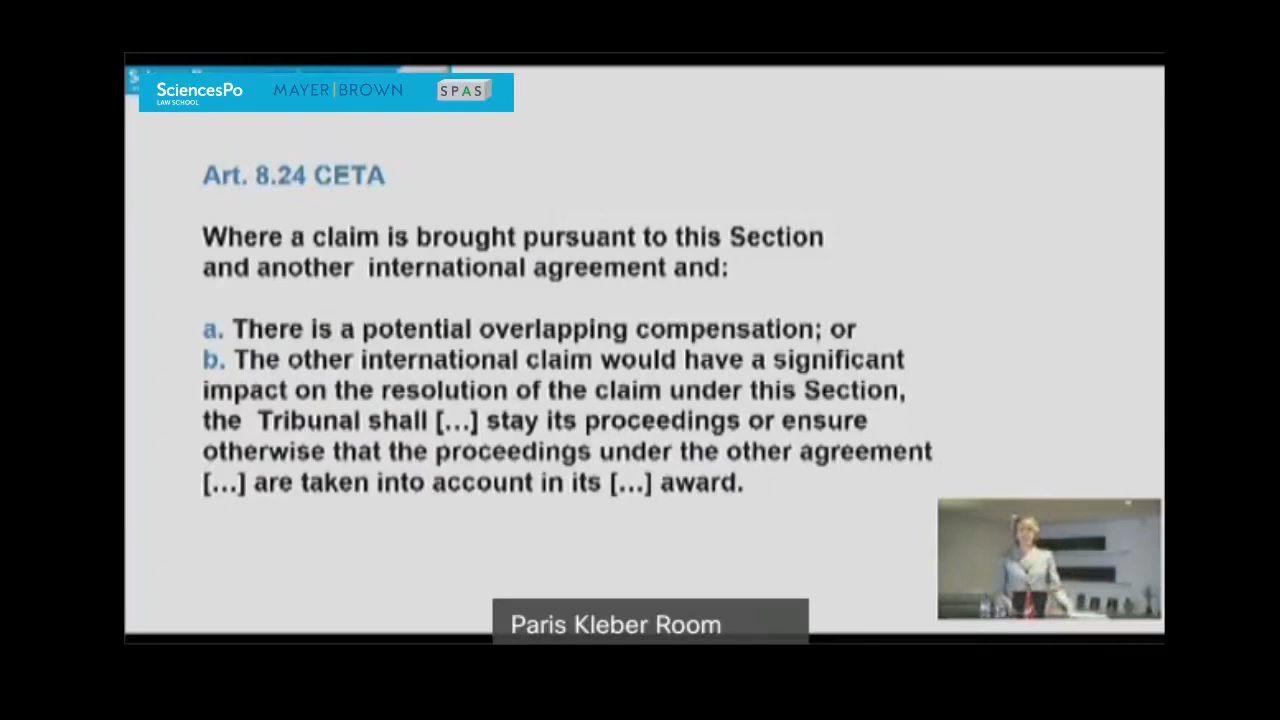 SciencesPo
LAW SCHOOL
MAYER|BROWN
SPAS
Art. 8.24 CETA
Where a claim is brought pursuant to this Section
and another international agreement and:
a. There is a potential overlapping compensation; or
b. The other international claim would have a significant
impact on the resolution of the claim under this Section,
the Tribunal shall [...] stay its proceedings or ensure
otherwise that the proceedings under the other agreement
[...] are taken into account in its [...] award.
Paris Kleber Room